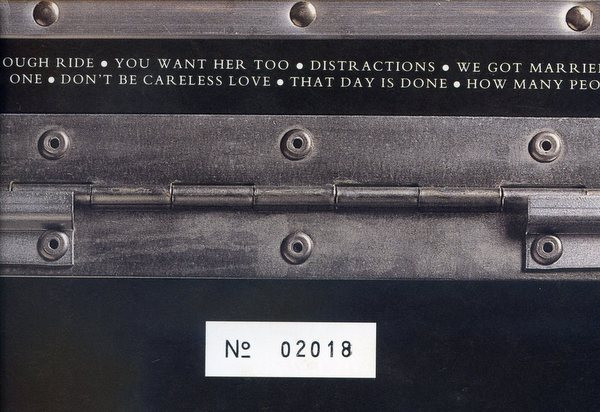 OUGH RIDE • YOU WANT HER TOO • DISTRACTIONS • WE GOT MARRIE
ONE • DON'T BE CARELESS LOVE • THAT DAY IS DONE • HOW MANY PEO
Nº 02018